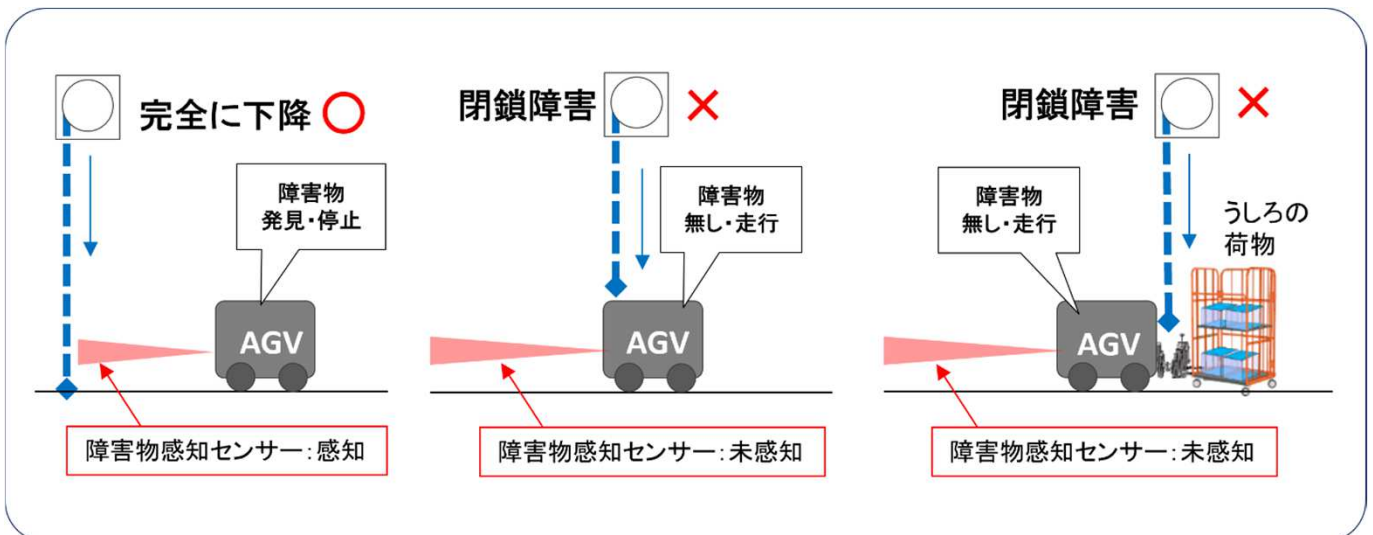 完全に下降
障害物
発見・停止
AGV
障害物感知センサー：感知
閉鎖障害
障害物
無し・走行
AGV
障害物感知センサー：未感知
閉鎖障害
障害物
無し・走行
うしろの
荷物
AGV
障害物感知センサー：未感知